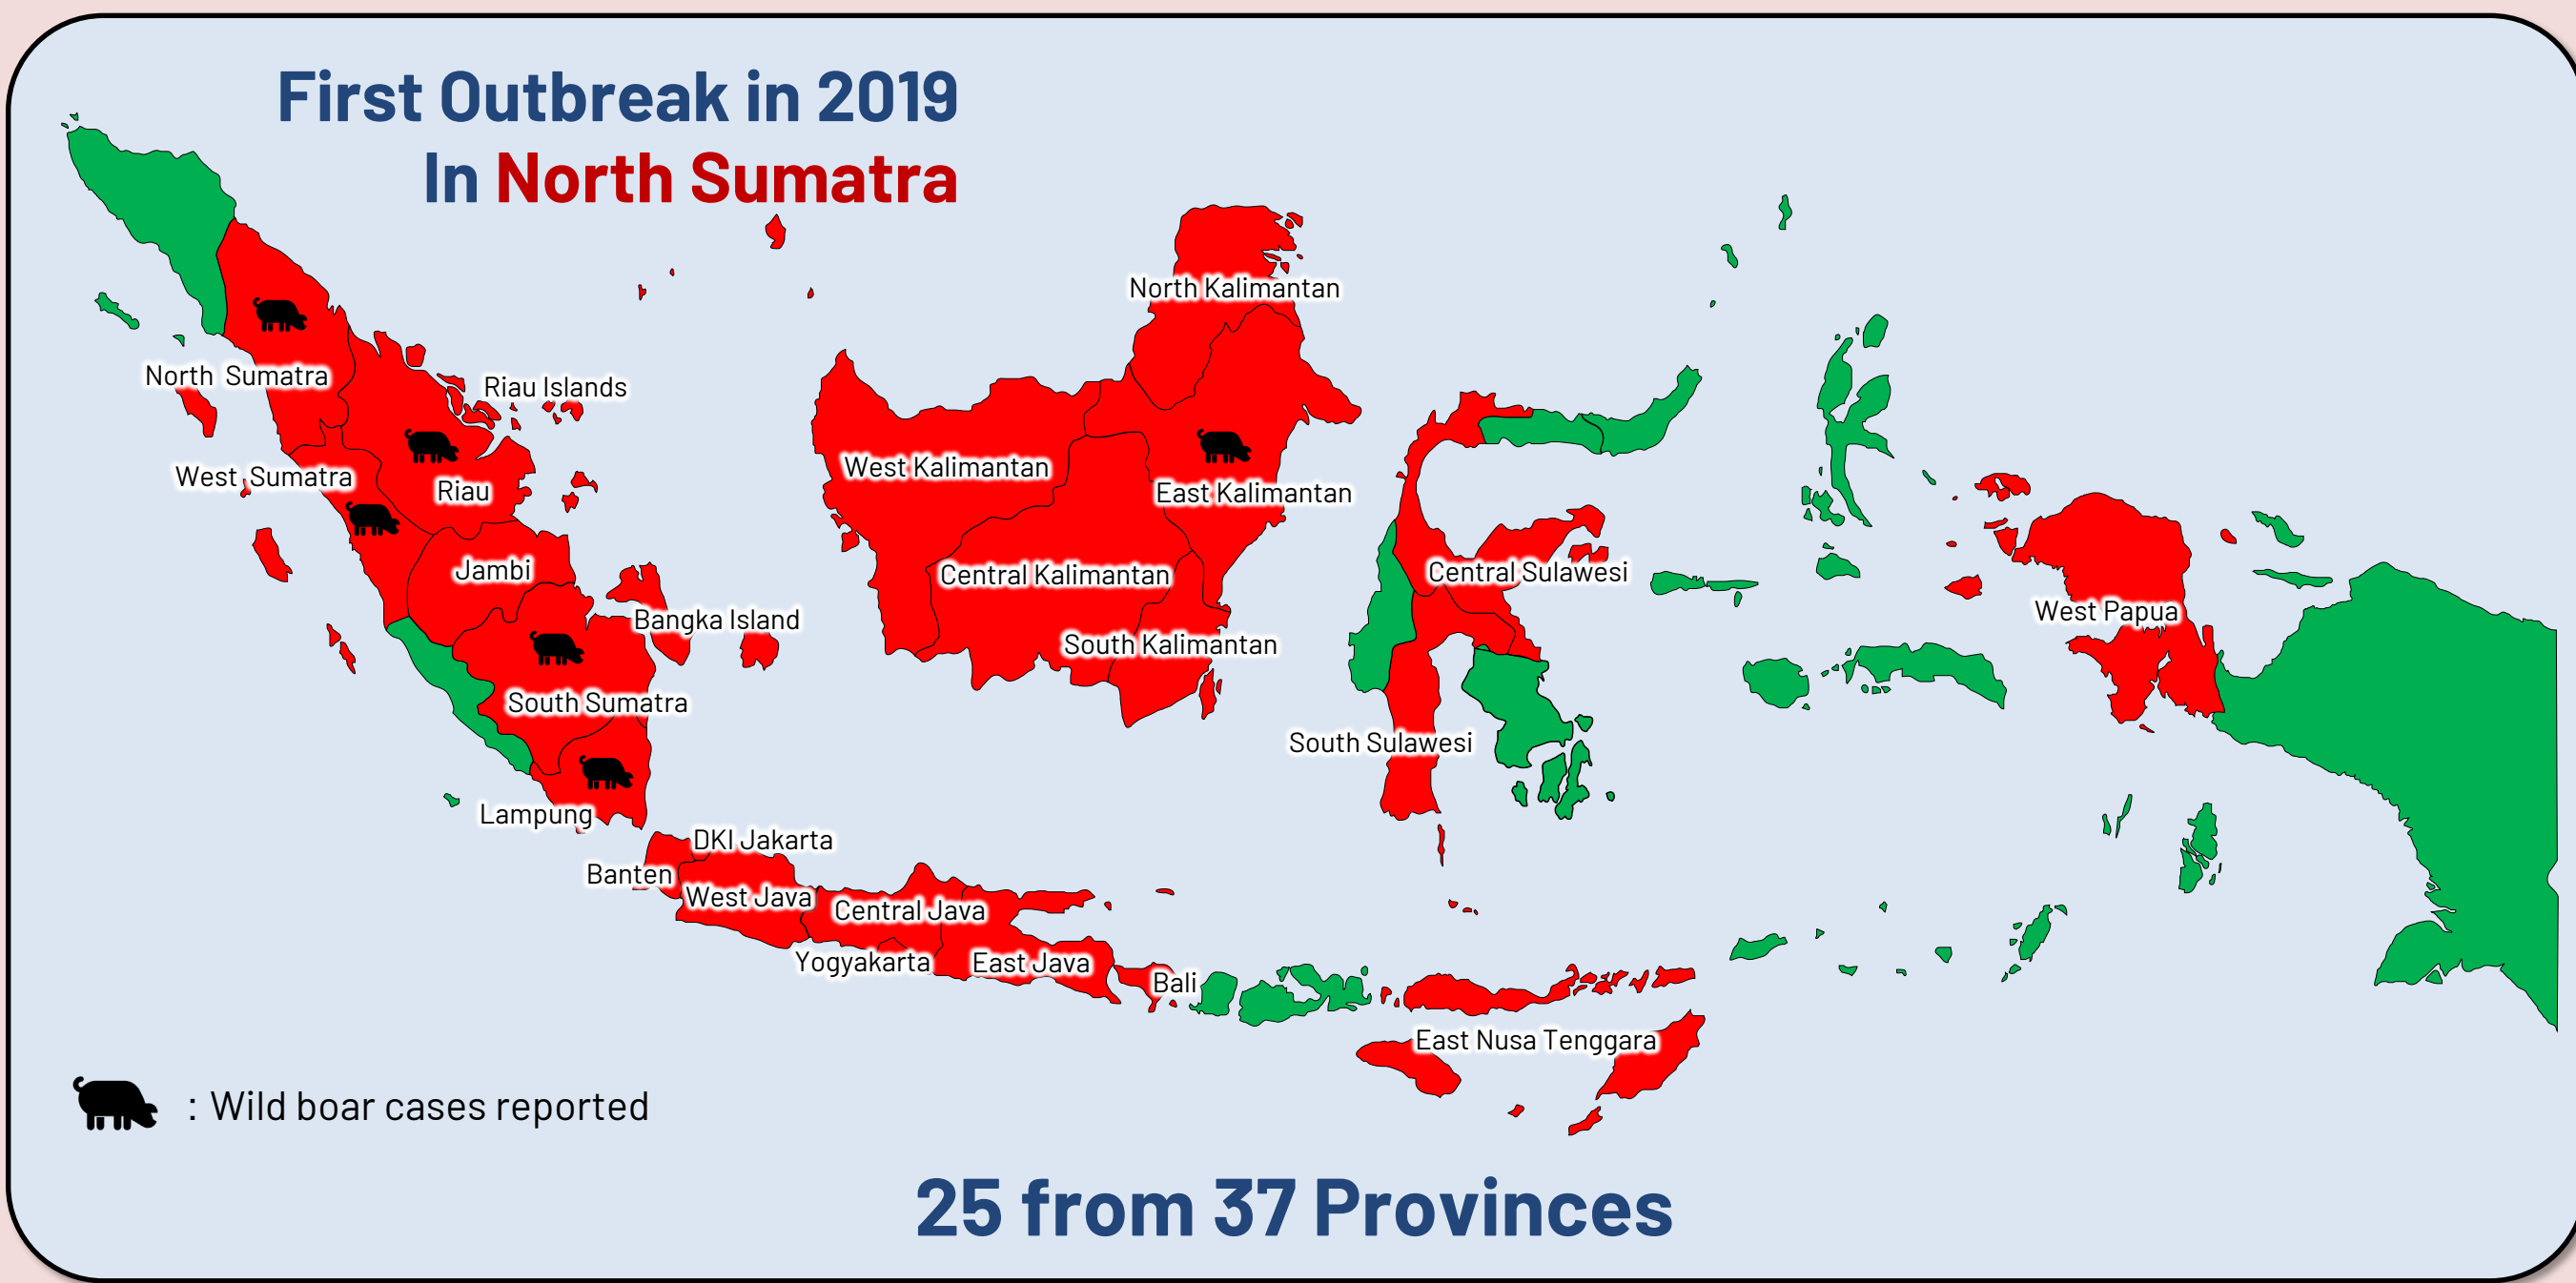 First Outbreak in 2019
In North Sumatra
North Kalimantan
North Sumatra
Riau Islands
West Kalimantan
West Sumatra
Riau
East Kalimantan
Jambi
Central Kalimantan
Central Sulawesi
Bangka Island
West Papua
South Kalimantan
South Sumatra
South Sulawesi
Lampung
DKI Jakarta
Banten
West Java
Central Java
Yogyakarta
East Java
Bali
East Nusa Tenggara
: Wild boar cases reported
25 from 37 Provinces